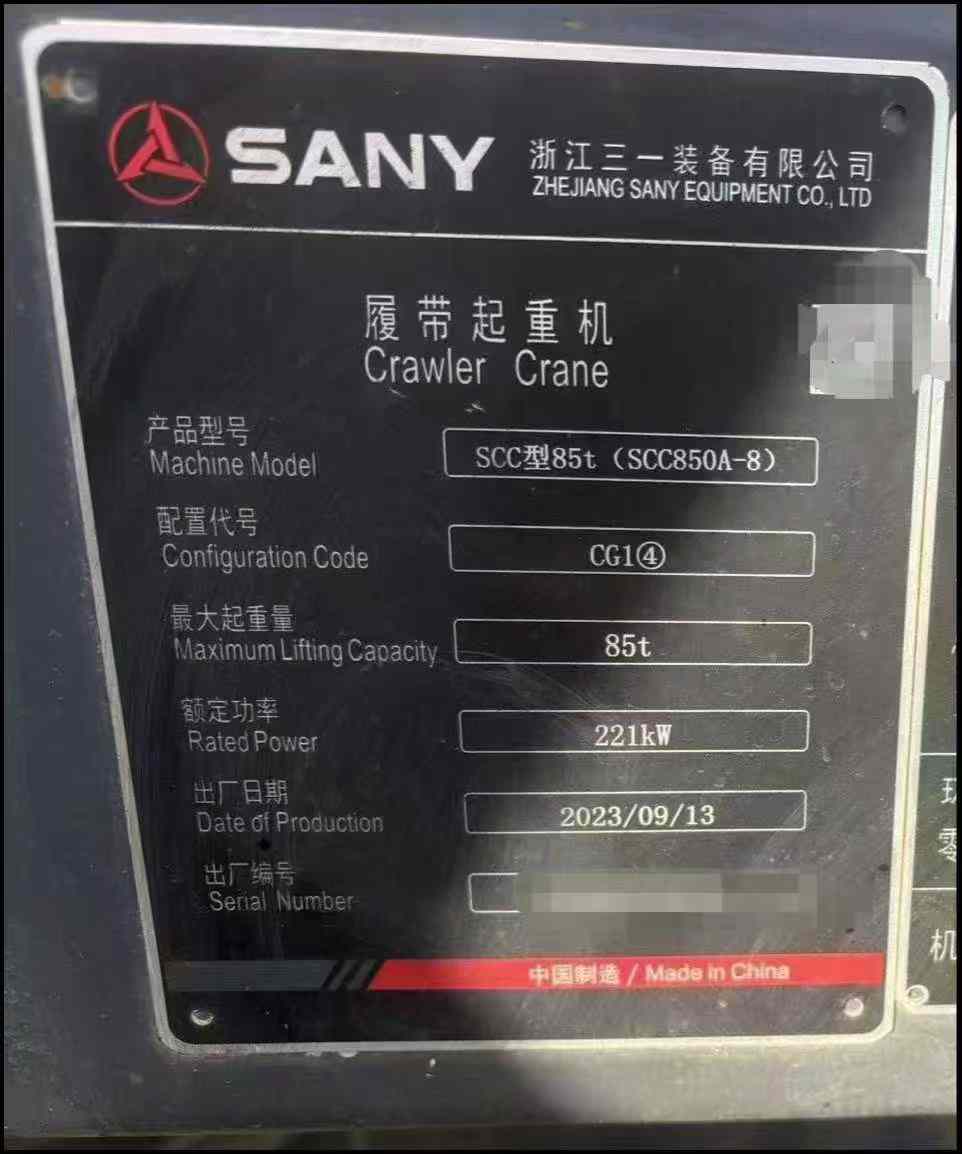 SANY 浙江三一装备有限公司
ZHEJIANG SANY EQUIPMENT CO., LTD
履带起重机
Crawler Crane
产品型号
Machine Model
SCC型85t（SCC850A-8）
配置代号
Configuration Code
CG1④
最大起重量
Maximum Lifting Capacity
85t
额定功率
Rated Power
221kW
出厂日期
Date of Production
2023/09/13
出厂编号
Serial Number
中国制造 / Made in China
零
机